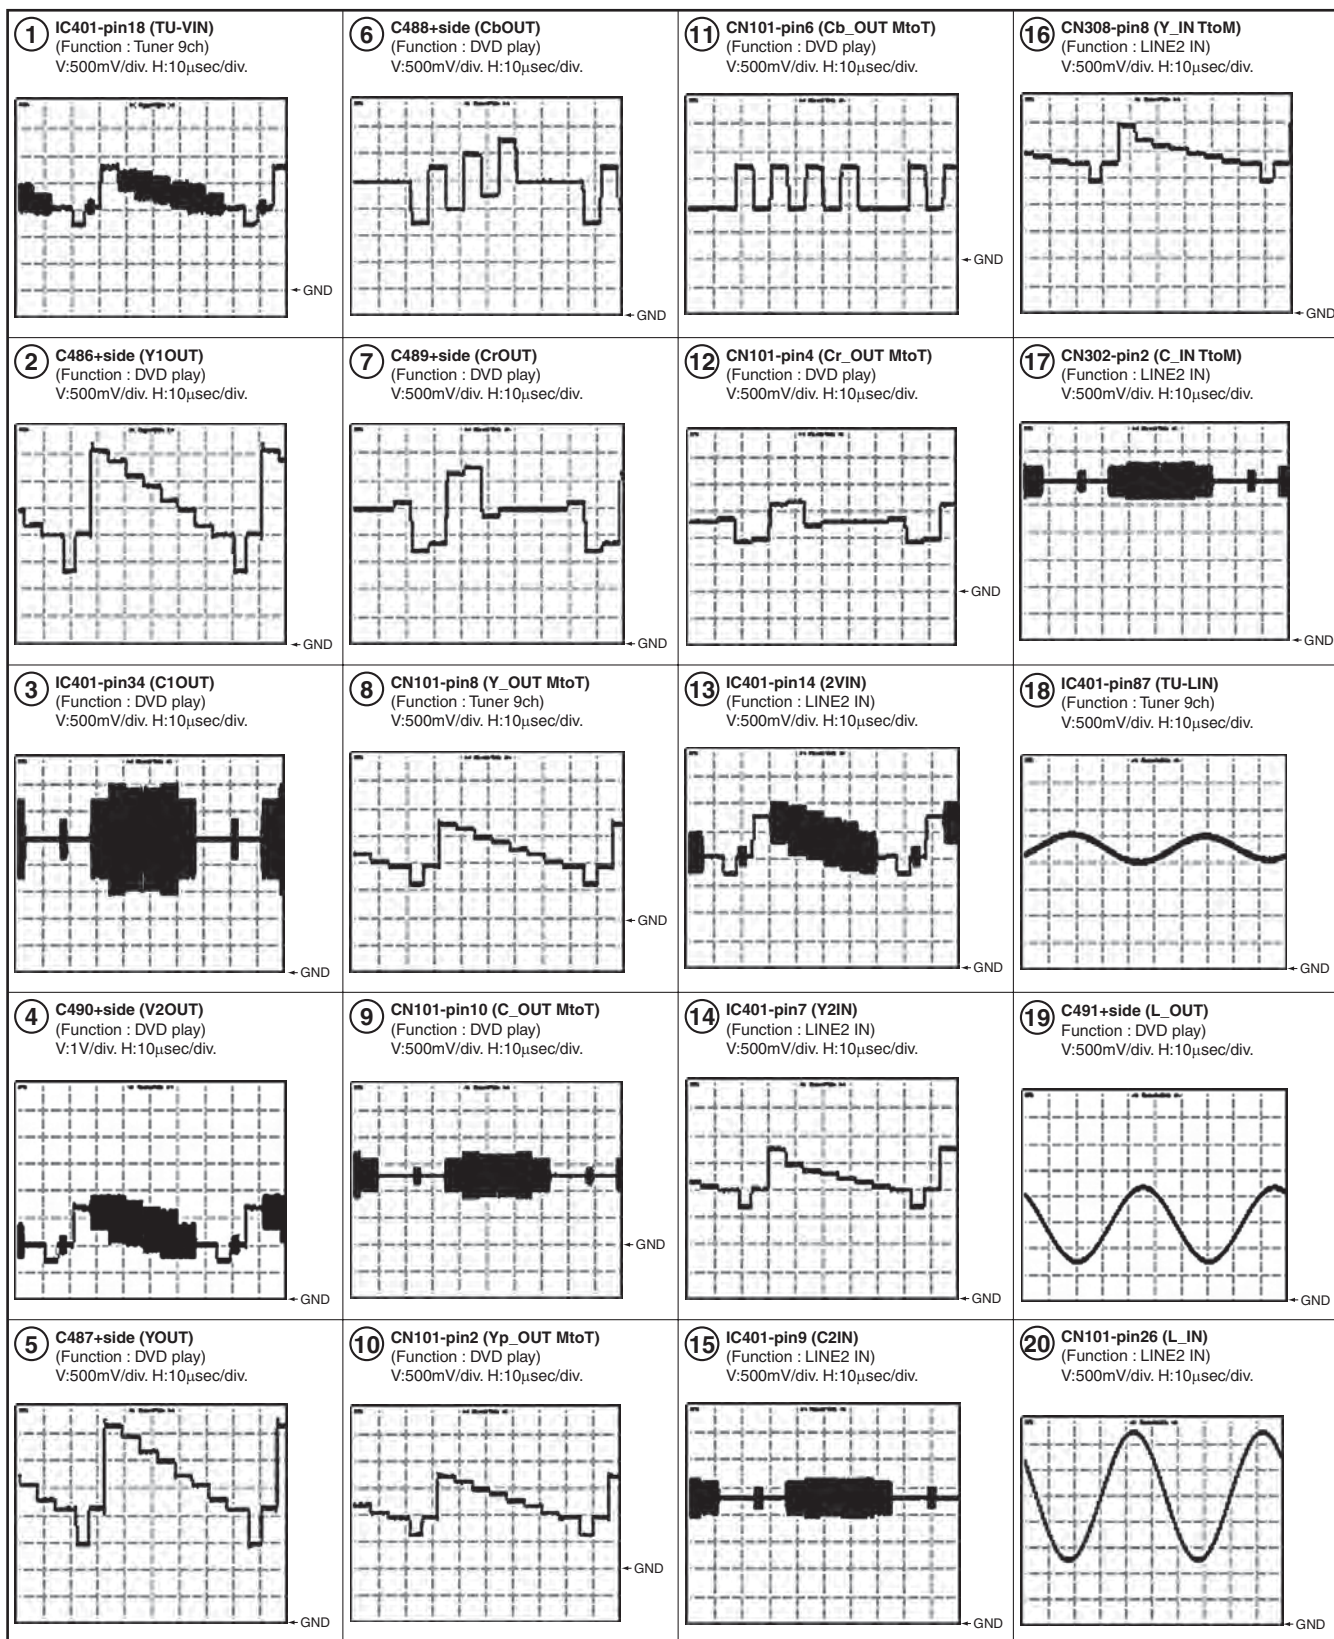 1 IC401-pin18 (TU-VIN)
(Function : Tuner 9ch)
V:500mV/div. H:10μsec/div.
GND
2 C486+side (Y1OUT)
(Function : DVD play)
V:500mV/div. H:10μsec/div.
GND
3 IC401-pin34 (C1OUT)
(Function : DVD play)
V:500mV/div. H:10μsec/div.
GND
4 C490+side (V2OUT)
(Function : DVD play)
V:1V/div. H:10μsec/div.
GND
5 C487+side (YOUT)
(Function : DVD play)
V:500mV/div. H:10μsec/div.
GND
6 C488+side (CbOUT)
(Function : DVD play)
V:500mV/div. H:10μsec/div.
GND
7 C489+side (CrOUT)
(Function : DVD play)
V:500mV/div. H:10μsec/div.
GND
8 CN101-pin8 (Y_OUT MtoT)
(Function : Tuner 9ch)
V:500mV/div. H:10μsec/div.
GND
9 CN101-pin10 (C_OUT MtoT)
(Function : DVD play)
V:500mV/div. H:10μsec/div.
GND
10 CN101-pin2 (Yp_OUT MtoT)
(Function : DVD play)
V:500mV/div. H:10μsec/div.
GND
11 CN101-pin6 (Cb_OUT MtoT)
(Function : DVD play)
V:500mV/div. H:10μsec/div.
GND
12 CN101-pin4 (Cr_OUT MtoT)
(Function : DVD play)
V:500mV/div. H:10μsec/div.
GND
13 IC401-pin14 (2VIN)
(Function : LINE2 IN)
V:500mV/div. H:10μsec/div.
GND
14 IC401-pin7 (Y2IN)
(Function : LINE2 IN)
V:500mV/div. H:10μsec/div.
GND
15 IC401-pin9 (C2IN)
(Function : LINE2 IN)
V:500mV/div. H:10μsec/div.
GND
16 CN308-pin8 (Y_IN TtoM)
(Function : LINE2 IN)
V:500mV/div. H:10μsec/div.
GND
17 CN302-pin2 (C_IN TtoM)
(Function : LINE2 IN)
V:500mV/div. H:10μsec/div.
GND
18 IC401-pin87 (TU-LIN)
(Function : Tuner 9ch)
V:500mV/div. H:10μsec/div.
GND
19 C491+side (L_OUT)
Function : DVD play)
V:500mV/div. H:10μsec/div.
GND
20 CN101-pin26 (L_IN)
(Function : LINE2 IN)
V:500mV/div. H:10μsec/div.
GND